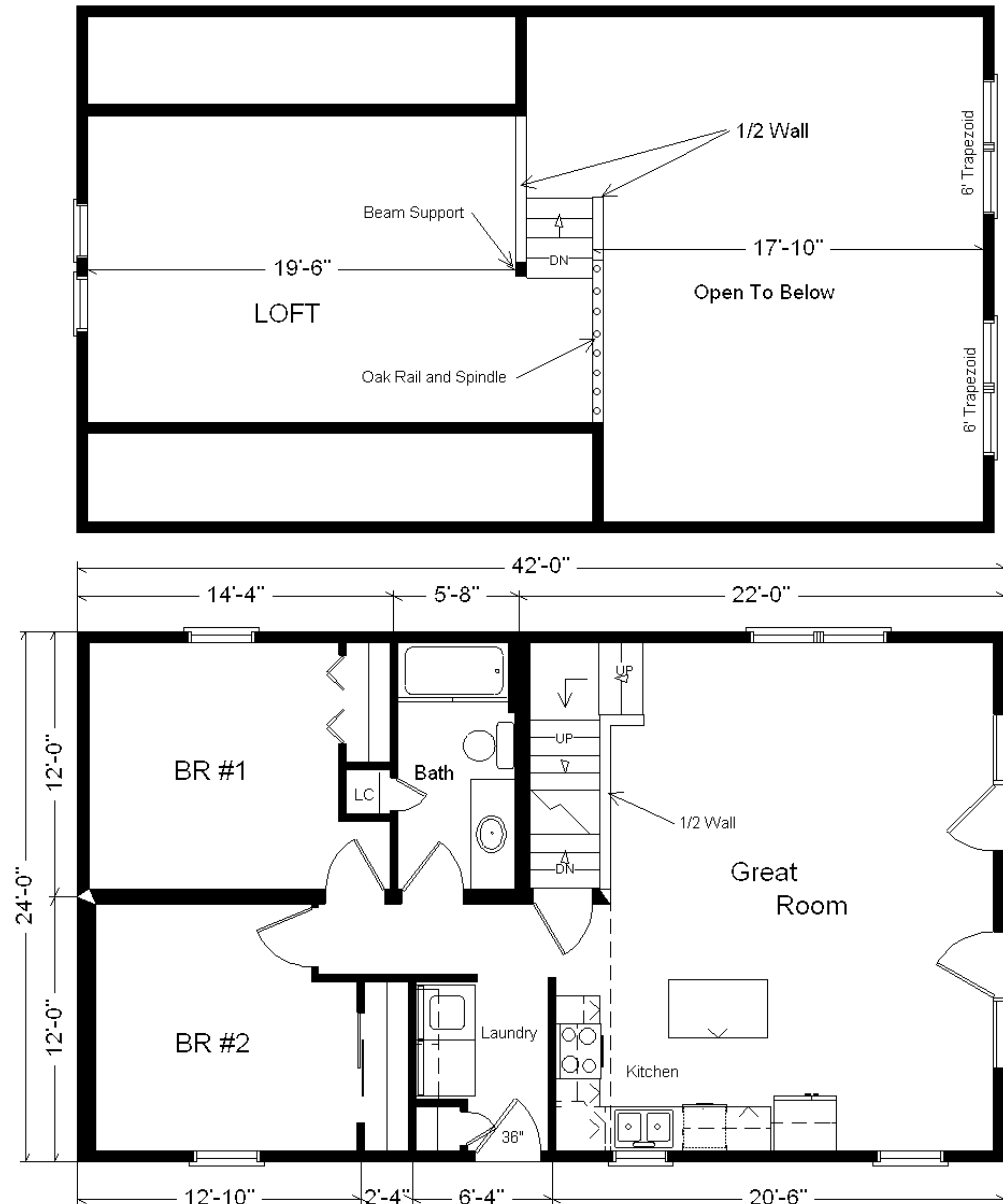 1/2 Wall
6' Trapezoid
Beam Support
19'-6"
DN
17'-10"
LOFT
Open To Below
Oak Rail and Spindle
6' Trapezoid
42'-0"
14'-4"
5'-8"
22'-0"
UP
12'-0"
BR #1
Bath
UP
LC
1/2 Wall
DN
Great
Room
24'-0"
12'-0"
BR #2
Laundry
Kitchen
36"
12'-10"
2'-4"
6'-4"
20'-6"